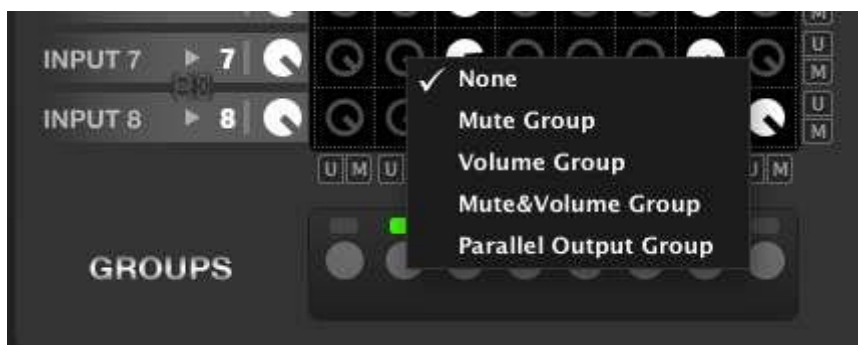 M
INPUT 7 7 U
M
INPUT 8 8 U
M
None
Mute Group
Volume Group
Mute&Volume Group
Parallel Output Group
U M U M
GROUPS